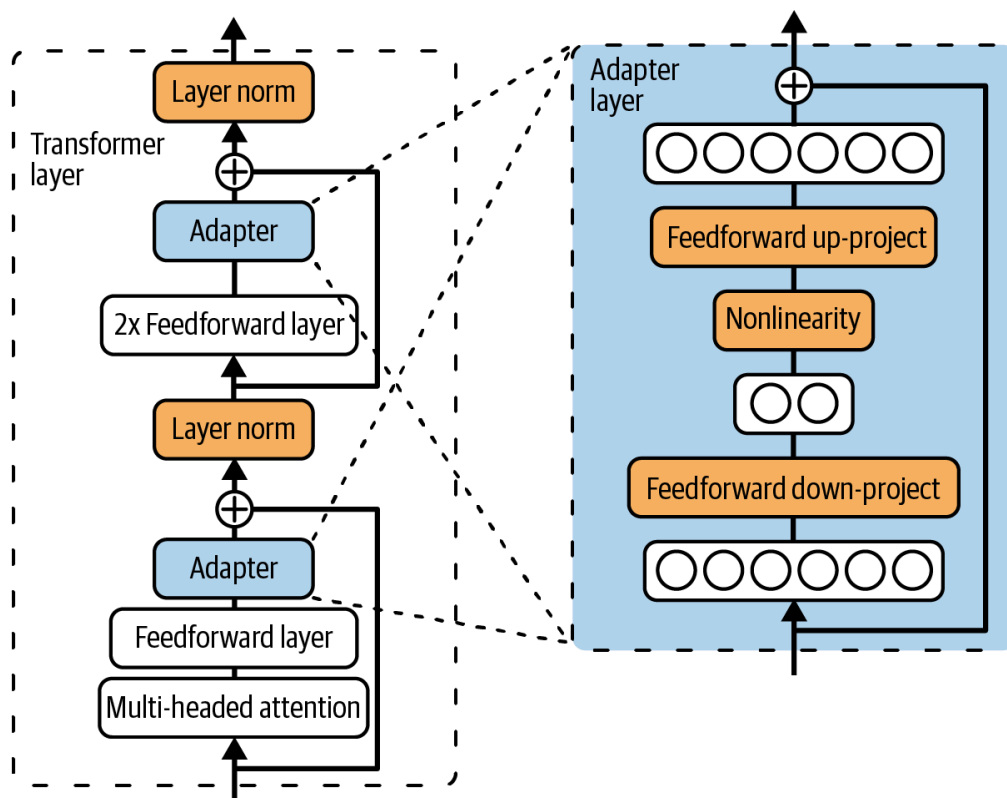 Layer norm
Transformer
layer
Adapter
2x Feedforward layer
Layer norm
Adapter
Feedforward layer
Multi-headed attention
Adapter
layer
Feedforward up-project
Nonlinearity
Feedforward down-project